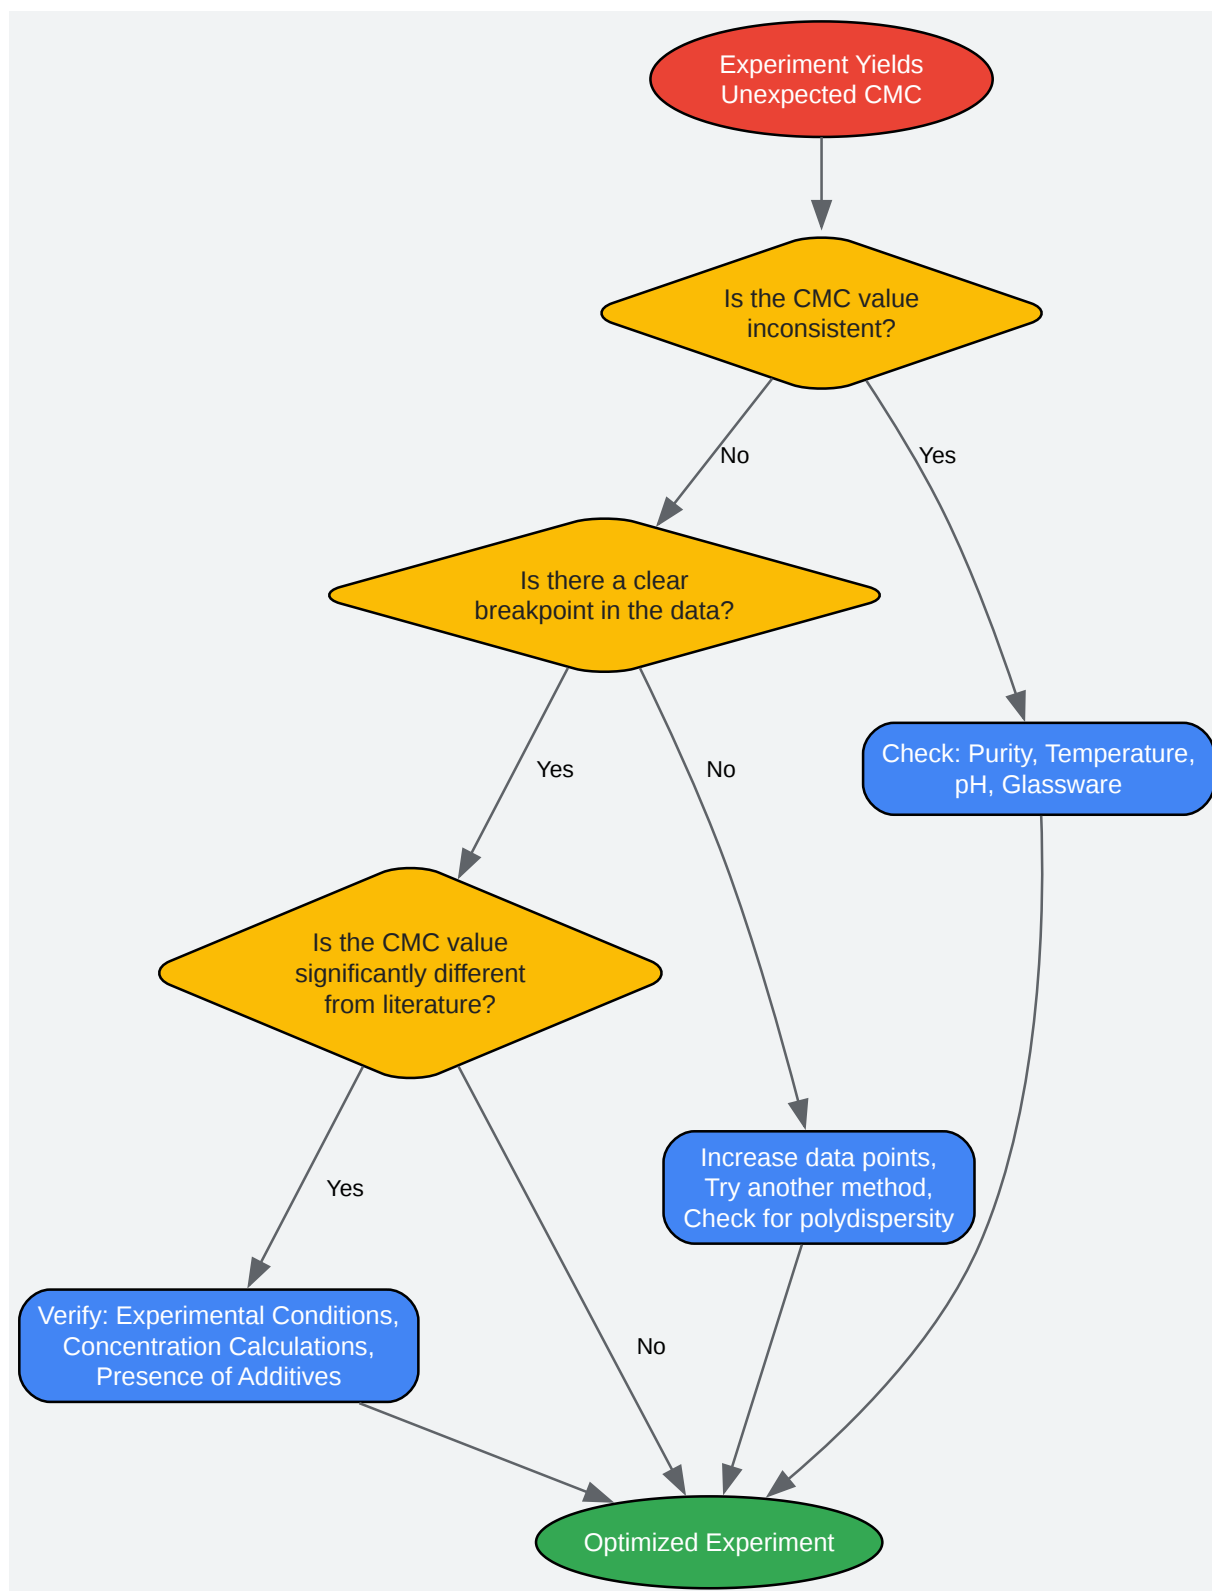 Experiment Yields
Unexpected CMC
Is the CMC value
inconsistent?
No
Yes
Is there a clear
breakpoint in the data?
Check: Purity, Temperature,
pH, Glassware
Yes
No
Is the CMC value
significantly different
from literature?
Increase data points,
Try another method,
Check for polydispersity
Yes
Verify: Experimental Conditions,
Concentration Calculations,
Presence of Additives
No
Optimized Experiment